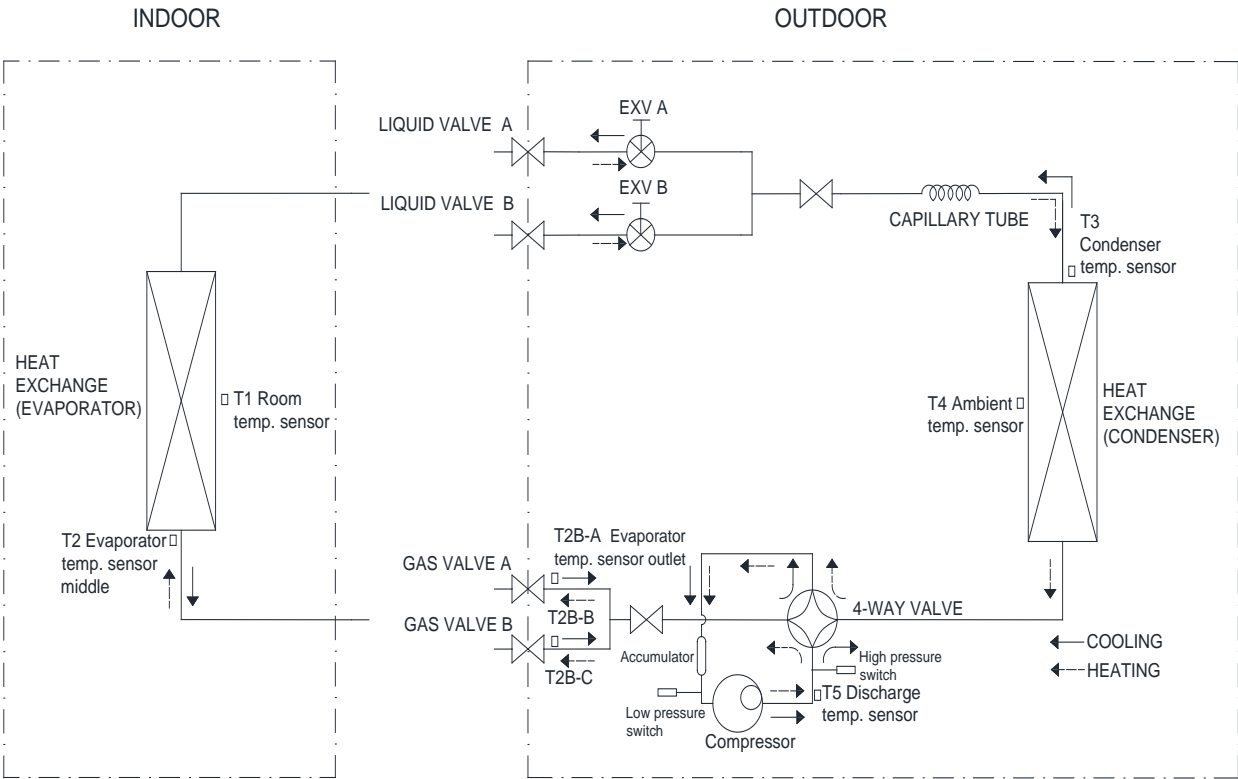 INDOOR
OUTDOOR
LIQUID VALVE A
EXV A
LIQUID VALVE B
EXV B
CAPILLARY TUBE
T3
Condenser
temp. sensor
HEAT
EXCHANGE
(EVAPORATOR)
T1 Room
temp. sensor
T4 Ambient
temp. sensor
HEAT
EXCHANGE
(CONDENSER)
T2 Evaporator
temp. sensor
middle
T2B-A Evaporator
temp. sensor outlet
GAS VALVE A
T2B-B
GAS VALVE B
T2B-C
4-WAY VALVE
Accumulator
High pressure
switch
Low pressure
switch
T5 Discharge
temp. sensor
Compressor
COOLING
HEATING